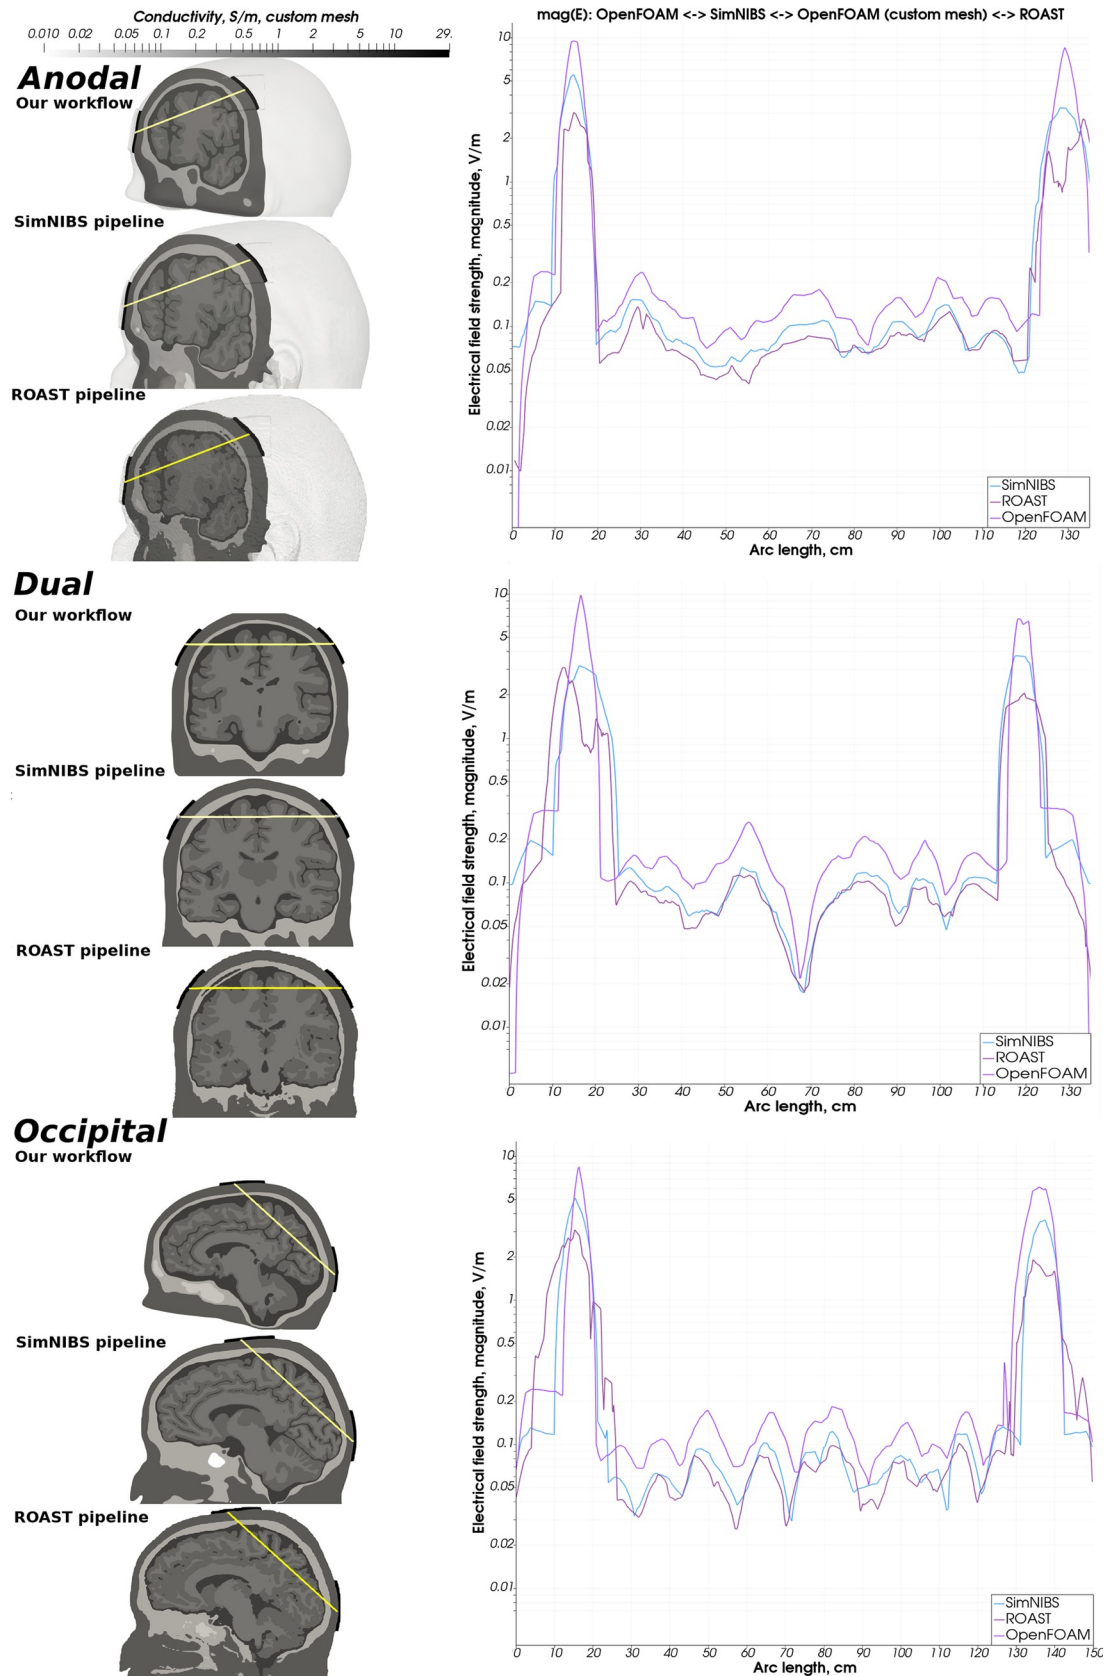 Conductivity, S/m, custom mesh
0.010 0.02 0.05 0.1 0.2 0.5 1 2 5 10 29.
Anodal
Our workflow
SimNIBS pipeline
ROAST pipeline
mag(E): OpenFOAM <-> SimNIBS <-> OpenFOAM (custom mesh) <-> ROAST
Electrical field strength, magnitude, V/m
10
5
2
1
0.5
0.2
0.1
0.05
0.02
0.01
SimNIBS
ROAST
OpenFOAM
0 10 20 30 40 50 60 70 80 90 100 110 120 130
Arc length, cm
Dual
Our workflow
SimNIBS pipeline
:
ROAST pipeline
Electrical field strength, magnitude, V/m
10
5
2
1
0.5
0.2
0.1
0.05
0.02
0.01
SimNIBS
ROAST
OpenFOAM
0 10 20 30 40 50 60 70 80 90 100 110 120 130
Arc length, cm
Occipital
Our workflow
SimNIBS pipeline
ROAST pipeline
Electrical field strength, magnitude, V/m
10
5
2
1
0.5
0.2
0.1
0.05
0.02
0.01
SimNIBS
ROAST
OpenFOAM
0 10 20 30 40 50 60 70 80 90 100 110 120 130 140 150
Arc length, cm